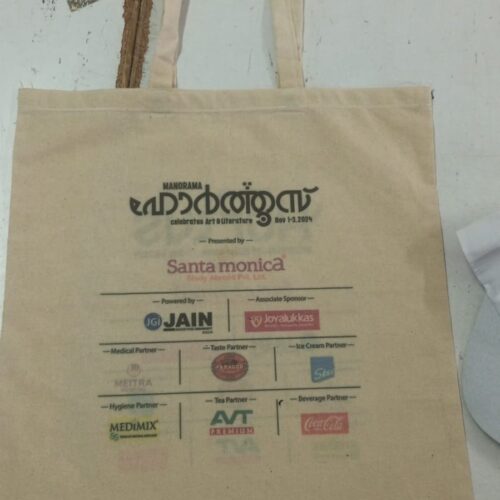 MANORAMA
ഹോർത്തൂസ്
celebrates Art & Literature Nov 1-3, 2024
Presented by
Santa monica
Study Abroad Pvt. Ltd.
Powered by
Associate Sponsor
JGI JAIN
Joyalukkas
Medical Partner
Taste Partner
Ice Cream Partner
MEITRA
Hygiene Partner
Tea Partner
Beverage Partner
MEDiMiX
AVT
PREMIUM
Coca-Cola